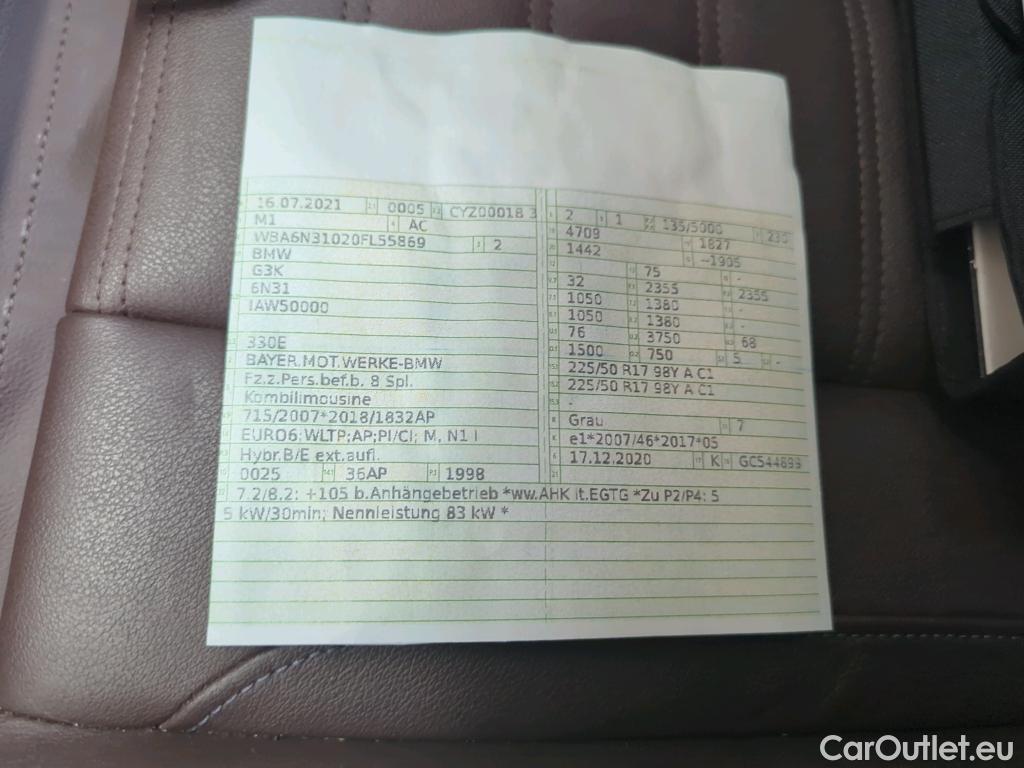 16.07.2021 0005 CYZ00018 3
M1 AC
WBA6N31020FL55869 2
BMW
G3K
6N31
IAW50000
330E
BAYER.MOT.WERKE-BMW
Fz.z.Pers.bef.b. 8 Spl.
Kombilimousine
715/2007*2018/1832AP
EURO6;WLTP;AP;PI/CI; M, N1 I
Hybr.B/E ext.aufl.
0025 36AP 1998
2 1 135/5000 235
4709 1827
1442 ~1905
75 -
32 2355 2355
1050 1380 -
1050 1380 -
76 3750 68
1500 750 5 -
225/50 R17 98Y A C1
225/50 R17 98Y A C1
-
Grau 7
e1*2007/46*2017*05
17.12.2020 K GC544899
7.2/8.2: +105 b.Anhängebetrieb *ww.AHK lt.EGTG *Zu P2/P4: 5
5 kW/30min; Nennleistung 83 kW *
CarOutlet.eu